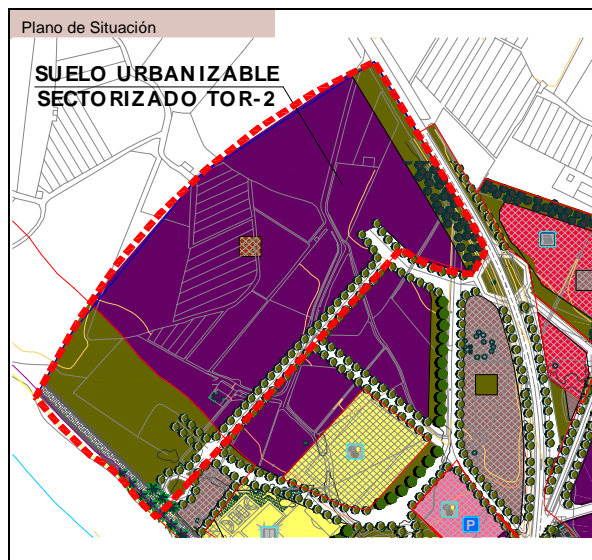 Plano de Situación
SUELO URBANIZABLE
SECTORIZADO TOR-2
P